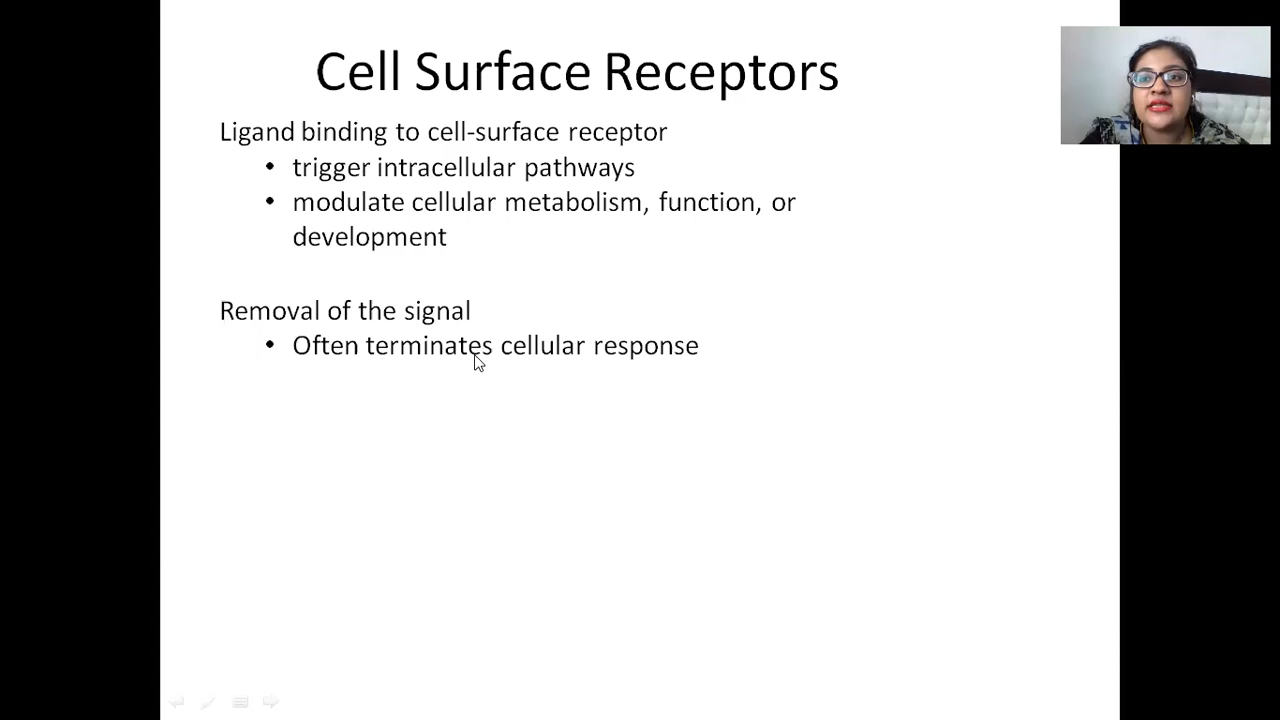 Cell Surface Receptors
Ligand binding to cell-surface receptor
• trigger intracellular pathways
• modulate cellular metabolism, function, or
development
Removal of the signal
• Often terminates cellular response